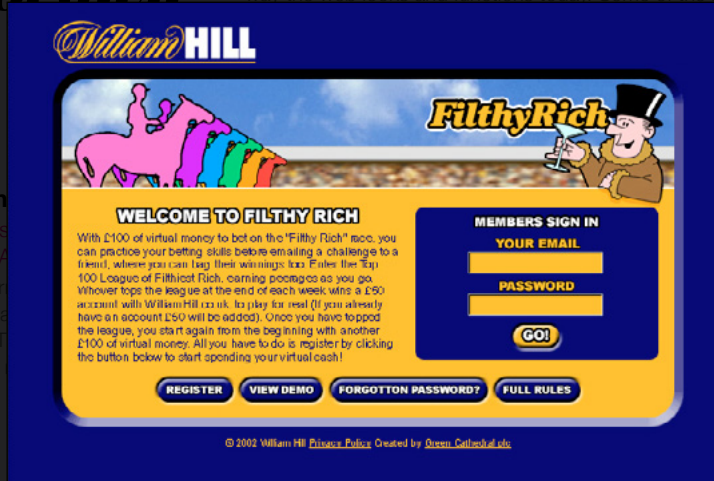 William HILL
FilthyRich
WELCOME TO FILTHY RICH
With £100 of virtual money to bet on the "Filthy Rich" race, you
can practice your betting skills before emailing a challenge to a
friend, where you can bag their winnings too. Enter the Top
100 League of Filthiest Rich, earning peerages as you go.
Whover tops the league at the end of each week wins a £50
account with WilliamHill.co.uk, to play for real (If you already
have an account £50 will be added). Once you have topped
the league, you start again from the beginning with another
£100 of virtual money. All you have to do is register by clicking
the button below to start spending your virtual cash!
MEMBERS SIGN IN
YOUR EMAIL
PASSWORD
GO!
REGISTER
VIEW DEMO
FORGOTTON PASSWORD?
FULL RULES
© 2002 William Hill Privacy Policy Created by Green Cathedral plc